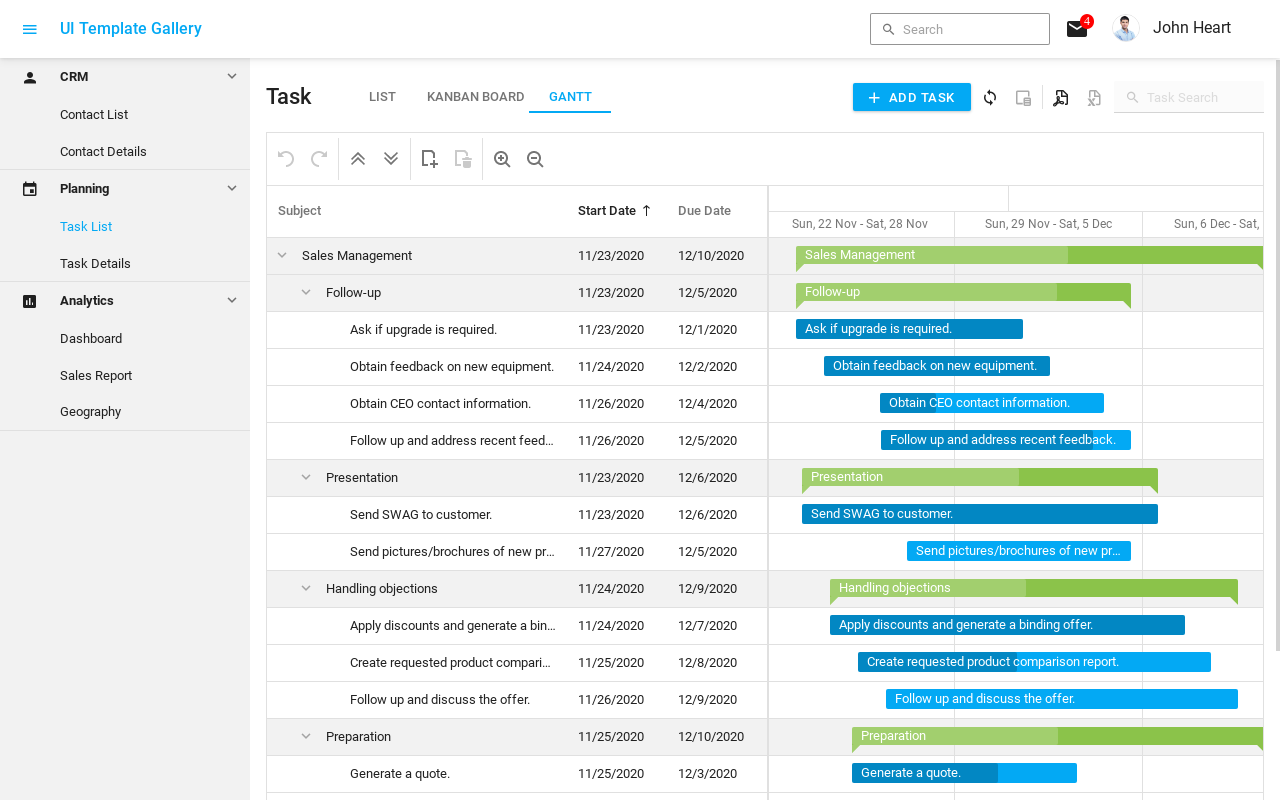 UI Template Gallery
Search
4
John Heart
CRM
Contact List
Contact Details
Planning
Task List
Task Details
Analytics
Dashboard
Sales Report
Geography
Task
LIST
KANBAN BOARD
GANTT
ADD TASK
Task Search
Subject
Start Date
Due Date
Sun, 22 Nov - Sat, 28 Nov
Sun, 29 Nov - Sat, 5 Dec
Sun, 6 Dec - Sat,
Sales Management 11/23/2020 12/10/2020 Sales Management
Follow-up 11/23/2020 12/5/2020 Follow-up
Ask if upgrade is required. 11/23/2020 12/1/2020 Ask if upgrade is required.
Obtain feedback on new equipment. 11/24/2020 12/2/2020 Obtain feedback on new equipment.
Obtain CEO contact information. 11/26/2020 12/4/2020 Obtain CEO contact information.
Follow up and address recent feed... 11/26/2020 12/5/2020 Follow up and address recent feedback.
Presentation 11/23/2020 12/6/2020 Presentation
Send SWAG to customer. 11/23/2020 12/6/2020 Send SWAG to customer.
Send pictures/brochures of new pr... 11/27/2020 12/5/2020 Send pictures/brochures of new pr...
Handling objections 11/24/2020 12/9/2020 Handling objections
Apply discounts and generate a bin... 11/24/2020 12/7/2020 Apply discounts and generate a binding offer.
Create requested product compari... 11/25/2020 12/8/2020 Create requested product comparison report.
Follow up and discuss the offer. 11/26/2020 12/9/2020 Follow up and discuss the offer.
Preparation 11/25/2020 12/10/2020 Preparation
Generate a quote. 11/25/2020 12/3/2020 Generate a quote.